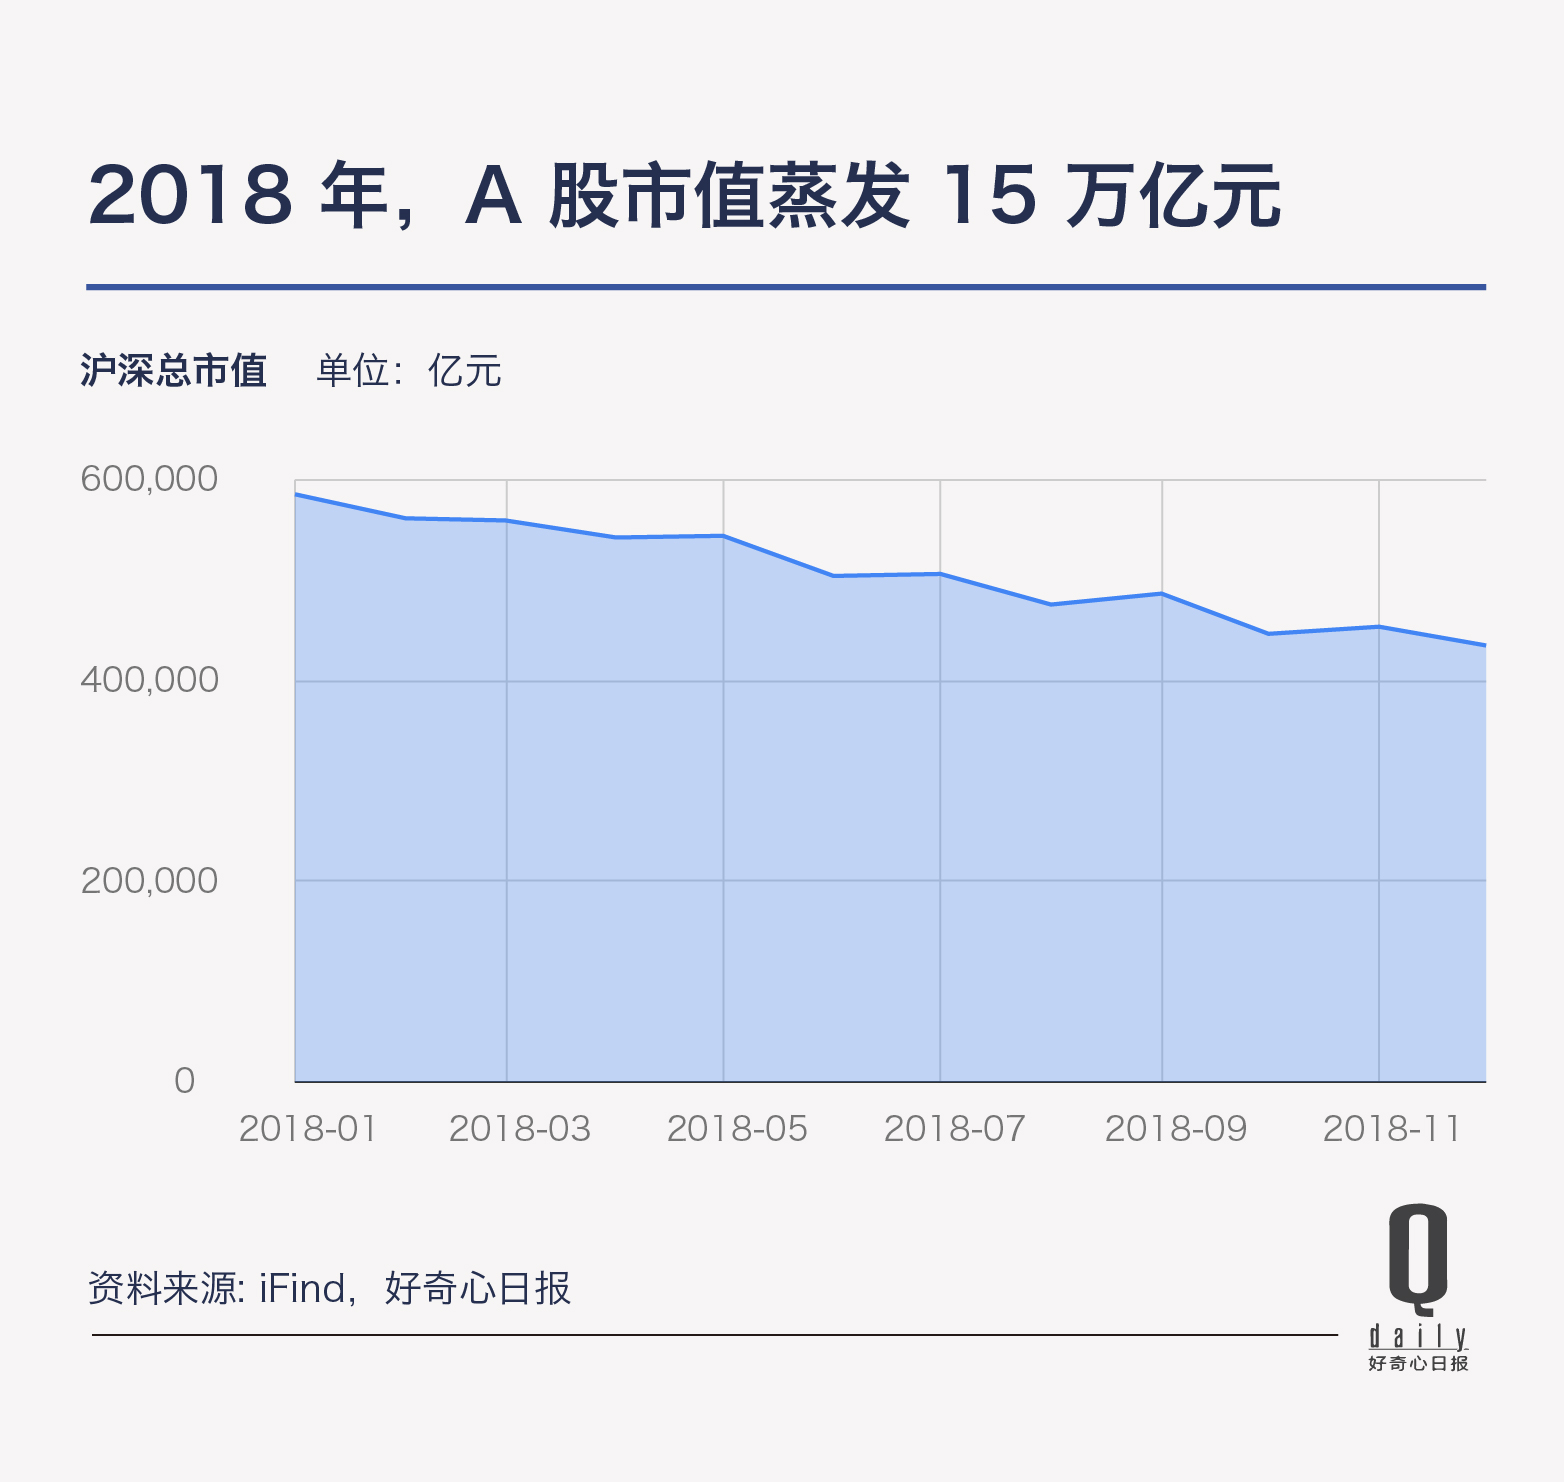 2018 年，A 股市值蒸发 15 万亿元
沪深总市值 单位：亿元
600,000
400,000
200,000
0
2018-01 2018-03 2018-05 2018-07 2018-09 2018-11
资料来源: iFind，好奇心日报
Q
daily
好奇心日报